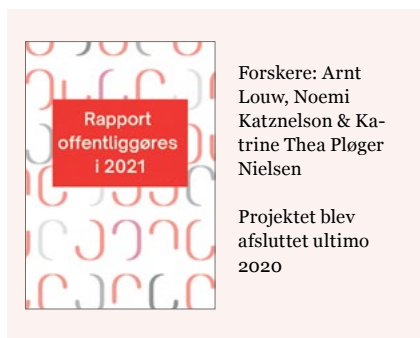 Rapport
offentliggøres
i 2021
Forskere: Arnt
Louw, Noemi
Katznelson & Ka-
trine Thea Pløger
Nielsen
Projektet blev
afsluttet ultimo
2020